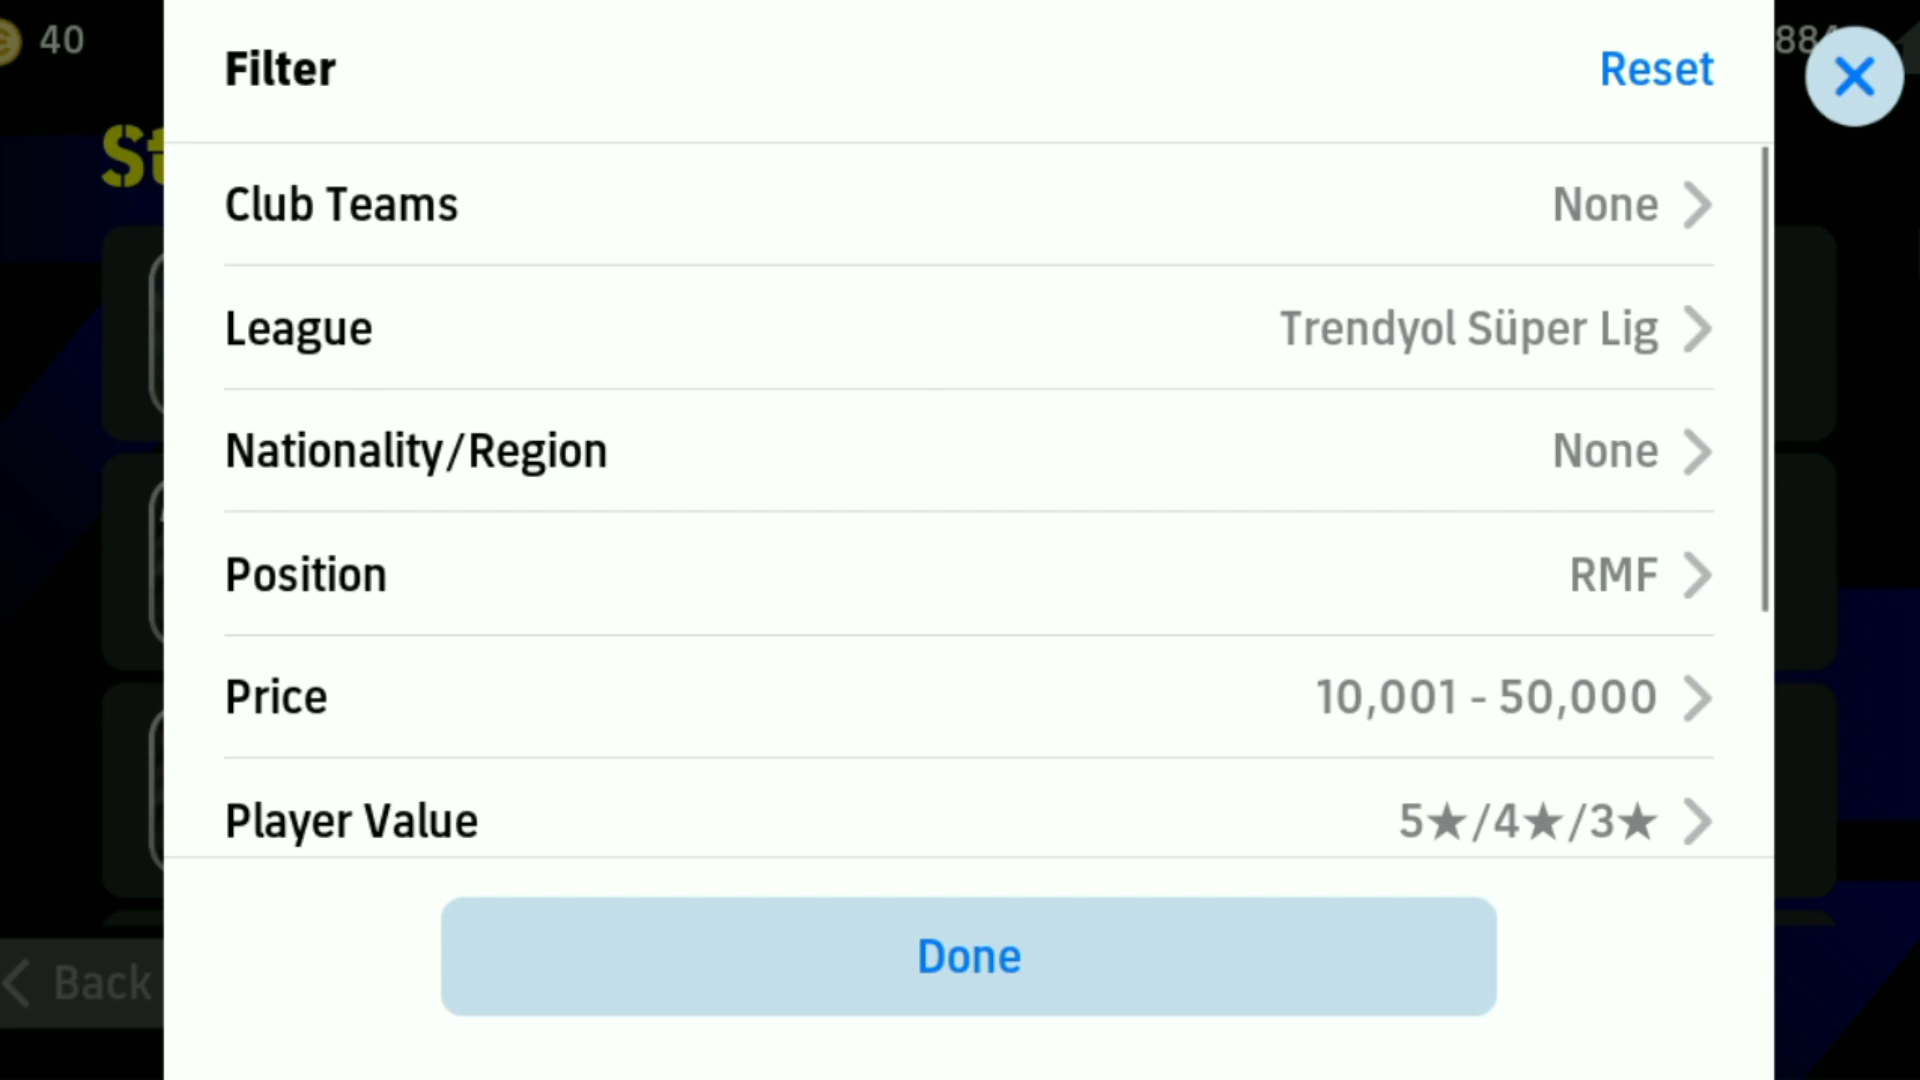 40
Filter
Reset
Club Teams
None
League
Trendyol Süper Lig
Nationality/Region
None
Position
RMF
Price
10,001 - 50,000
Player Value
5★/4★/3★
Done
Back